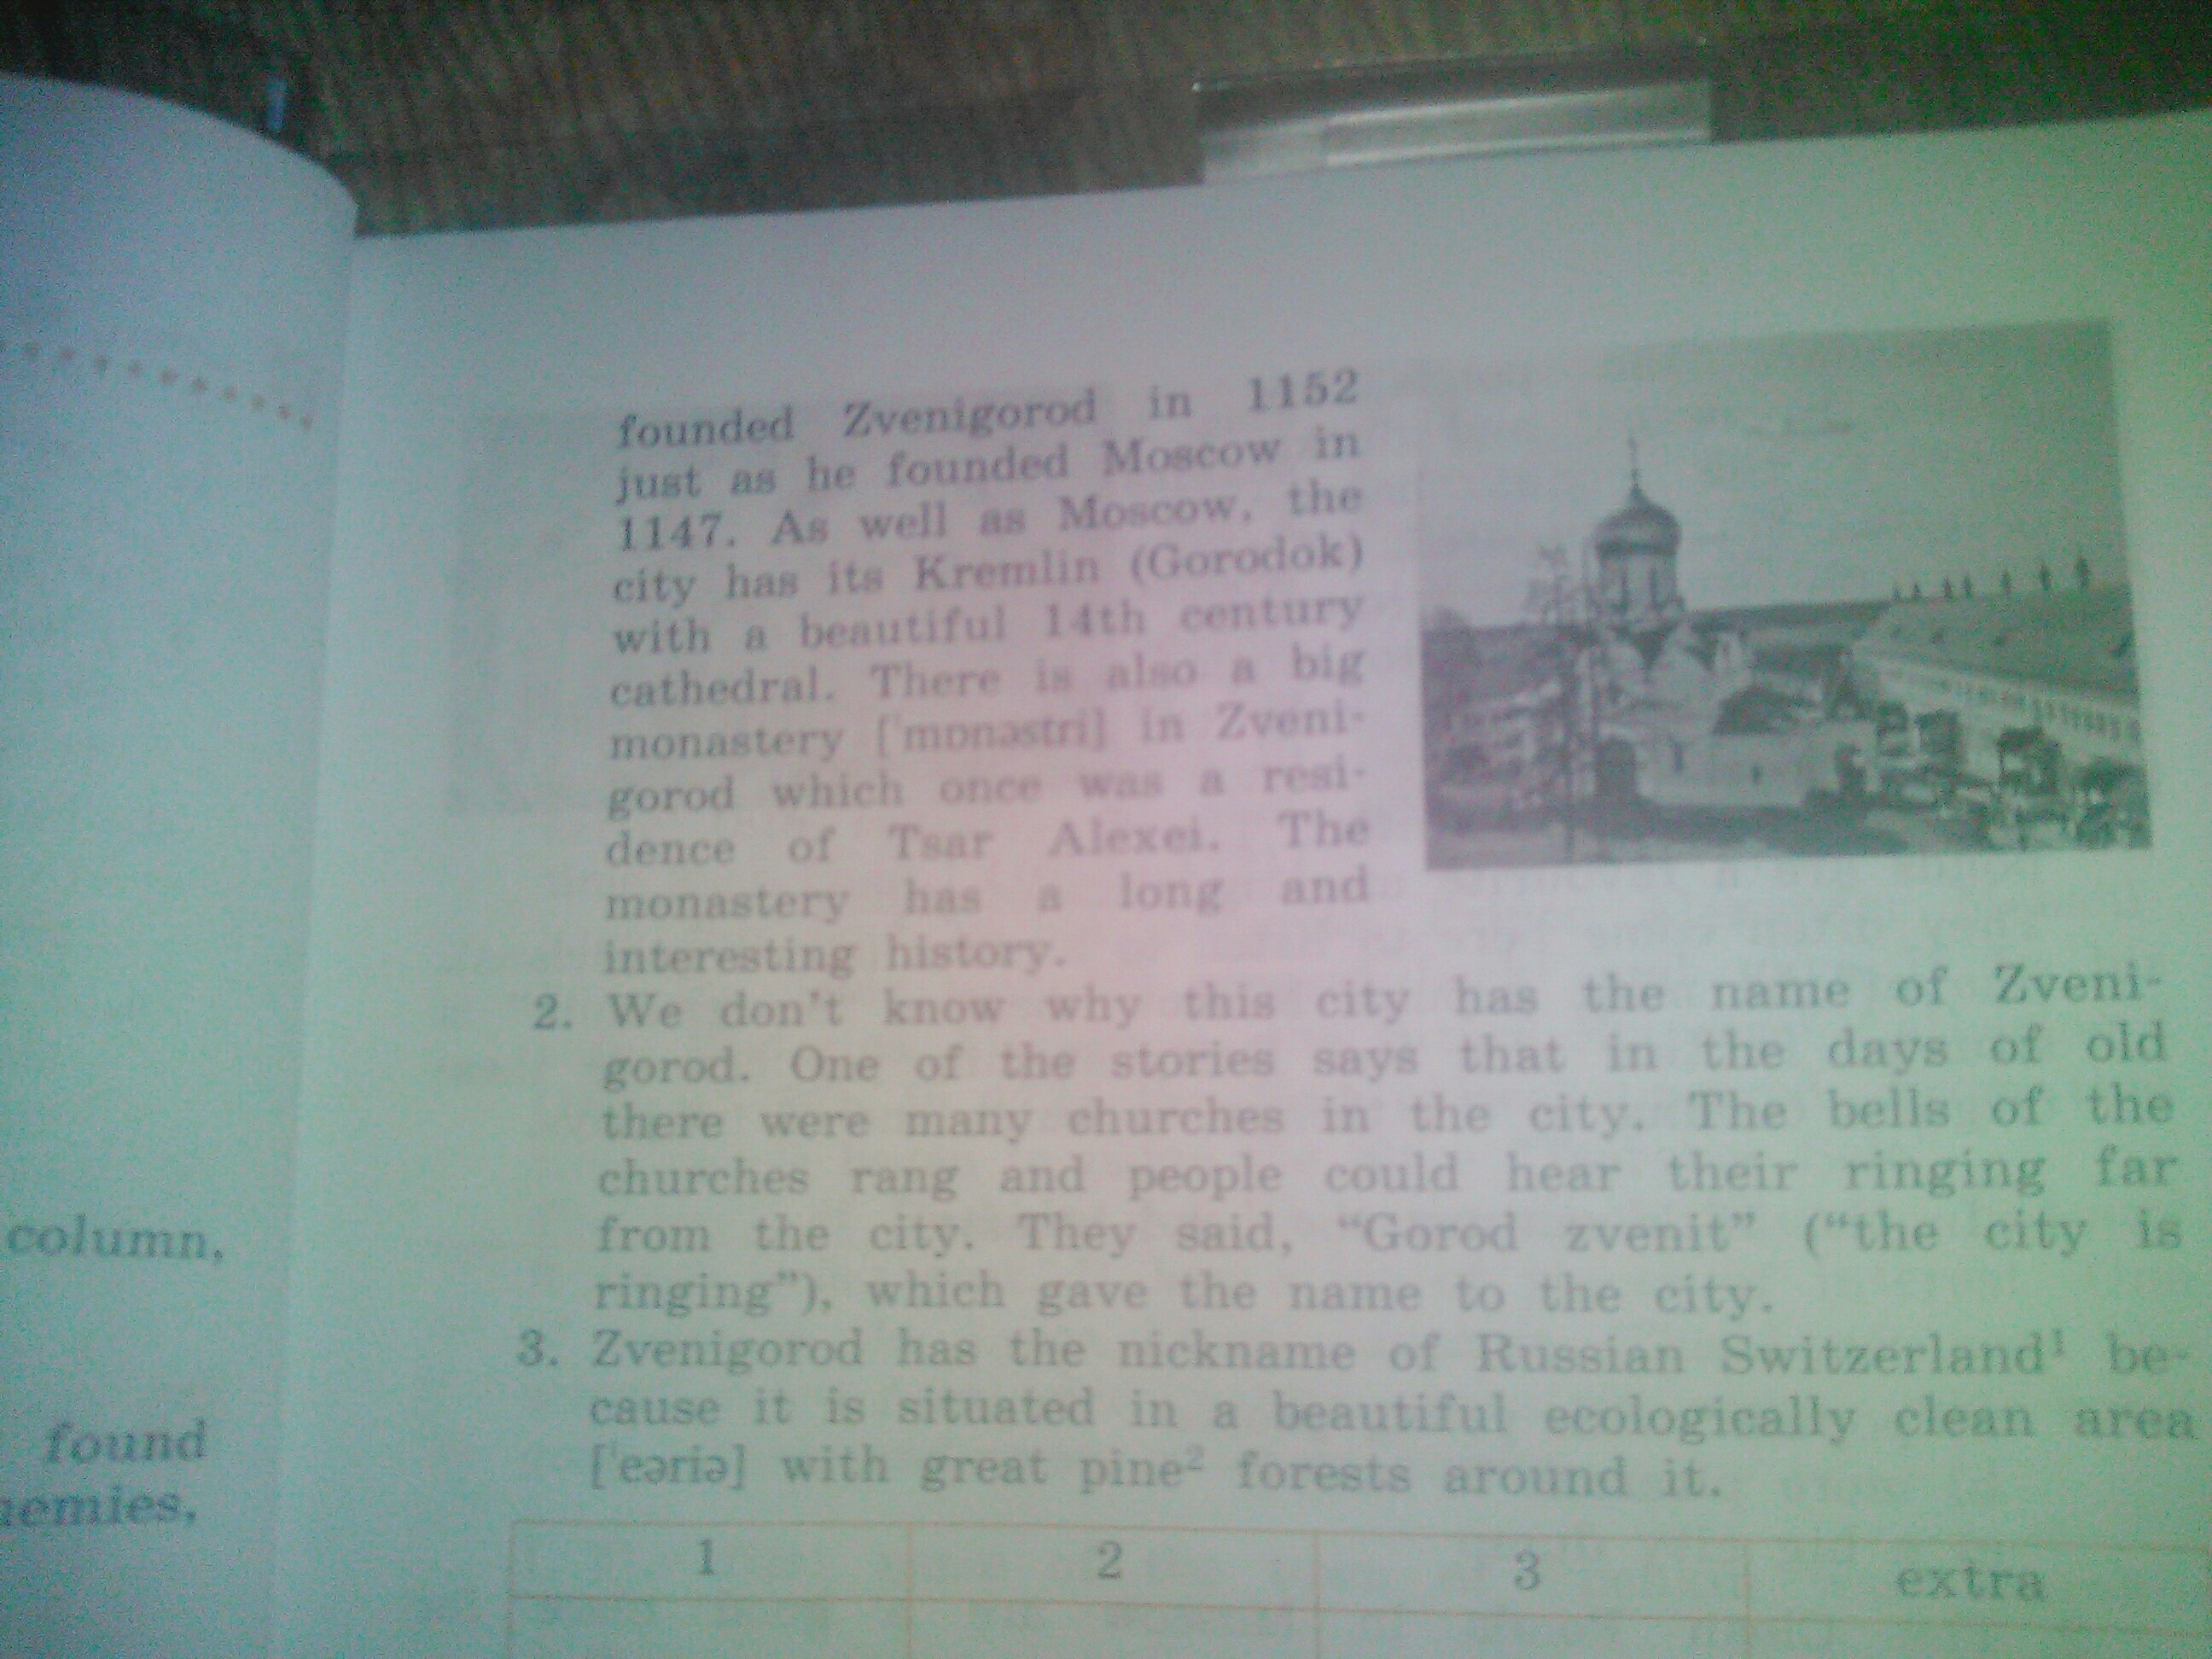 founded Zvenigorod in 1152
just as he founded Moscow in
1147. As well as Moscow, the
city has its Kremlin (Gorodok)
with a beautiful 14th century
cathedral. There is also a big
monastery [ˈmɒnəstri] in Zveni-
gorod which once was a resi-
dence of Tsar Alexei. The
monastery has a long and
interesting history.
2. We don't know why this city has the name of Zveni-
gorod. One of the stories says that in the days of old
there were many churches in the city. The bells of the
churches rang and people could hear their ringing far
from the city. They said, “Gorod zvenit” (“the city is
ringing”), which gave the name to the city.
3. Zvenigorod has the nickname of Russian Switzerland¹ be-
cause it is situated in a beautiful ecologically clean area
[ˈeəriə] with great pine² forests around it.
1 2 3 extra
column,
found
nemies,